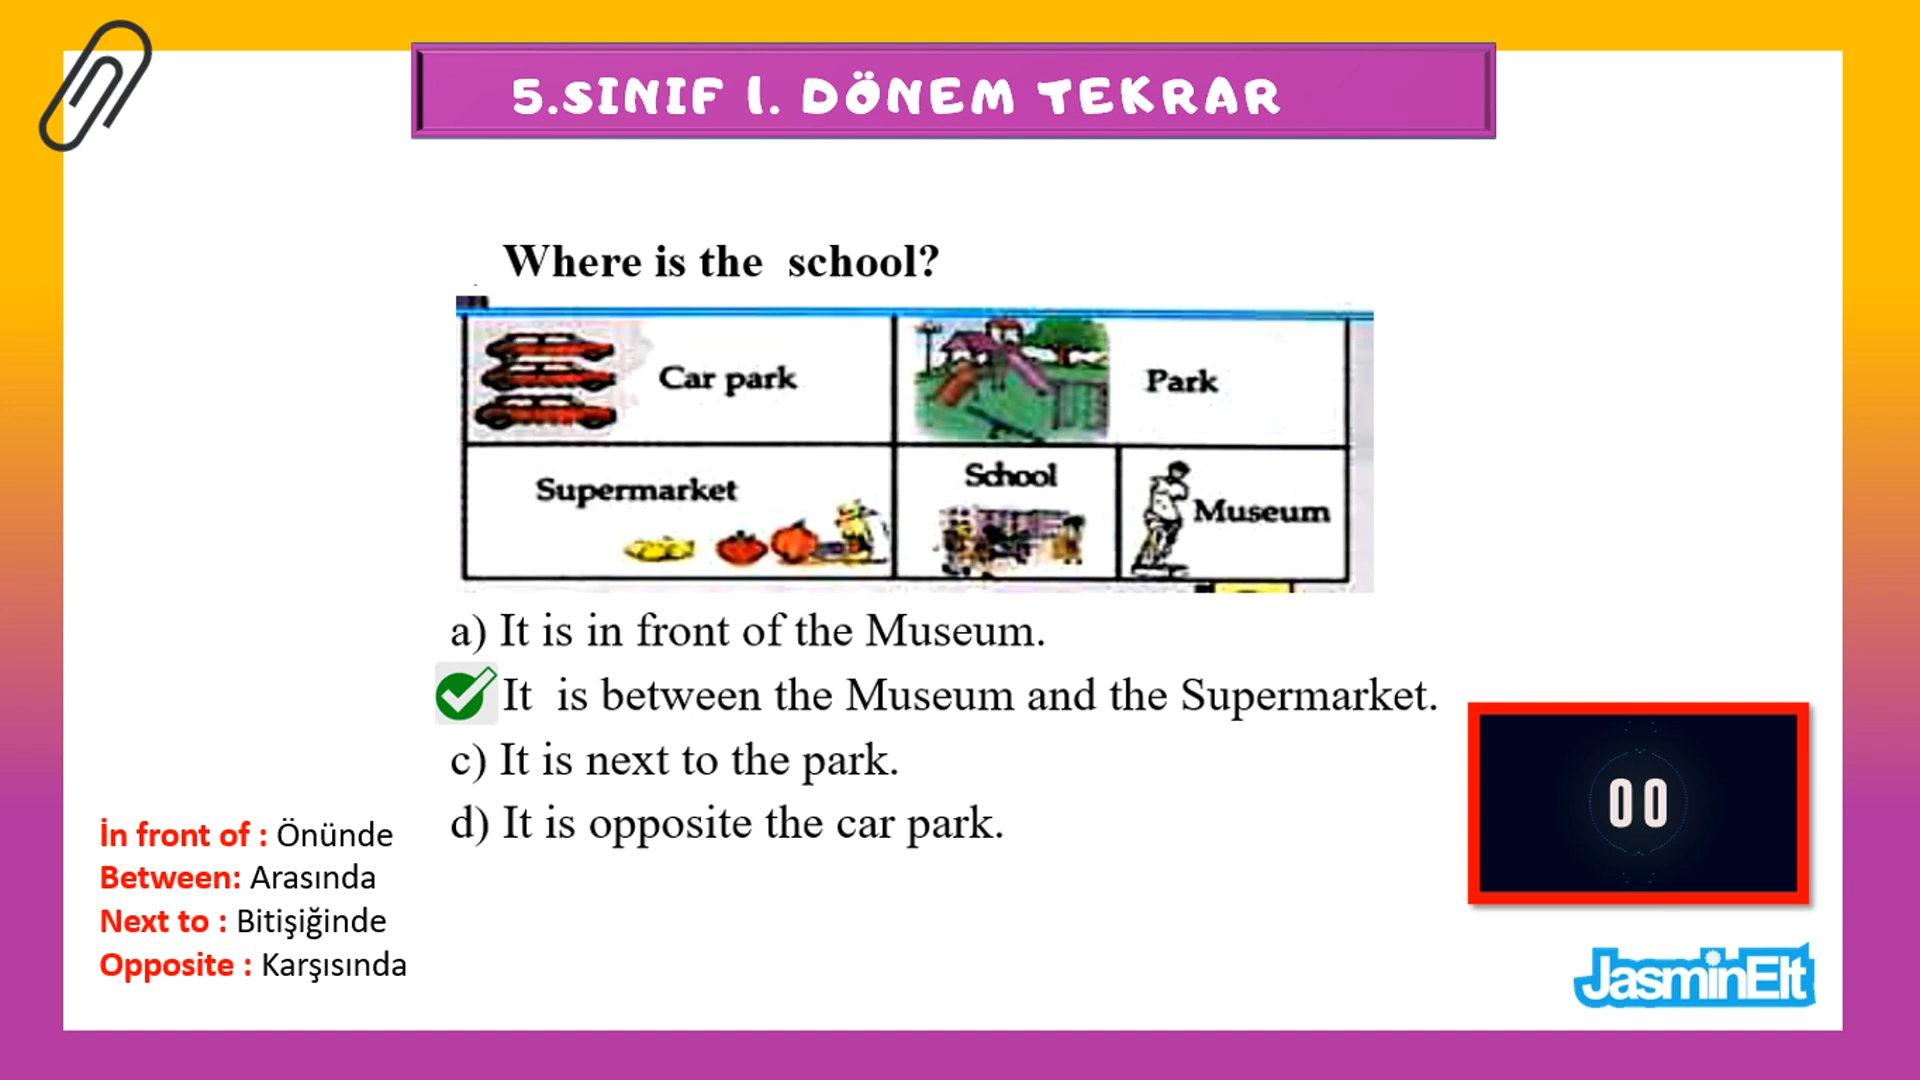 5.SINIF 1. DÖNEM TEKRAR
Where is the school?
Car park
Park
Supermarket
School
Museum
a) It is in front of the Museum.
It is between the Museum and the Supermarket.
c) It is next to the park.
d) It is opposite the car park.
İn front of : Önünde
Between: Arasında
Next to : Bitişiğinde
Opposite : Karşısında
00
JasminElt